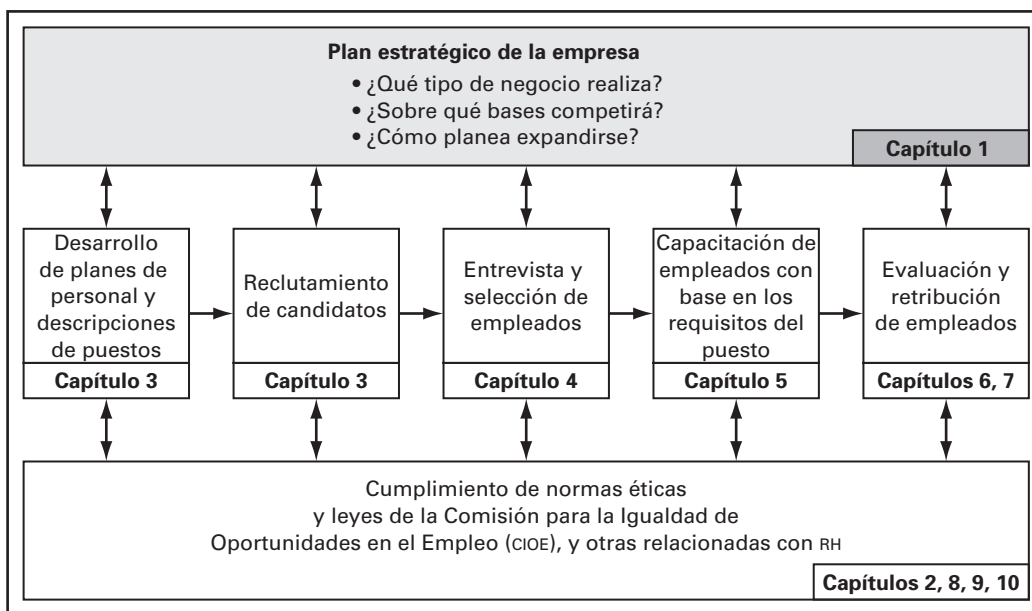 Plan estratégico de la empresa
• ¿Qué tipo de negocio realiza?
• ¿Sobre qué bases competirá?
• ¿Cómo planea expandirse?
Capítulo 1
Desarrollo
de planes de
personal y
descripciones
de puestos
Capítulo 3
Reclutamiento
de candidatos
Capítulo 3
Entrevista y
selección de
empleados
Capítulo 4
Capacitación de
empleados con
base en los
requisitos del
puesto
Capítulo 5
Evaluación y
retribución
de empleados
Capítulos 6, 7
Cumplimiento de normas éticas
y leyes de la Comisión para la Igualdad de
Oportunidades en el Empleo (CIOE), y otras relacionadas con RH
Capítulos 2, 8, 9, 10